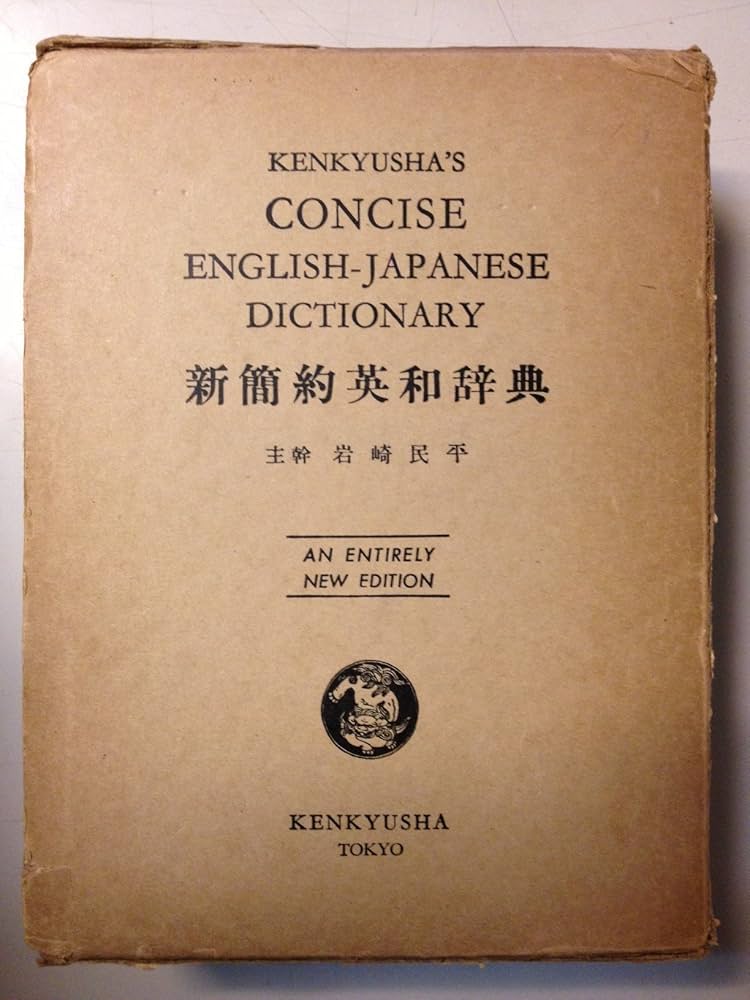 KENKYUSHA'S
CONCISE
ENGLISH-JAPANESE
DICTIONARY
新簡約英和辞典
主幹 岩崎民平
AN ENTIRELY
NEW EDITION
KENKYUSHA
TOKYO